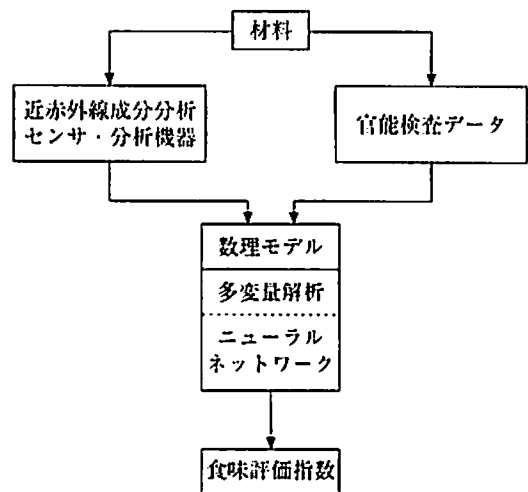 材料
近赤外線成分分析
センサ・分析機器
官能検査データ
数理モデル
多変量解析
ニューラル
ネットワーク
食味評価指数